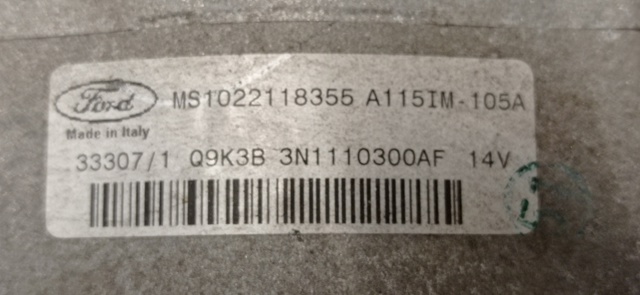 Ford MS1022118355 A115IM-105A
Made in Italy
33307/1 Q9K3B 3N1110300AF 14V